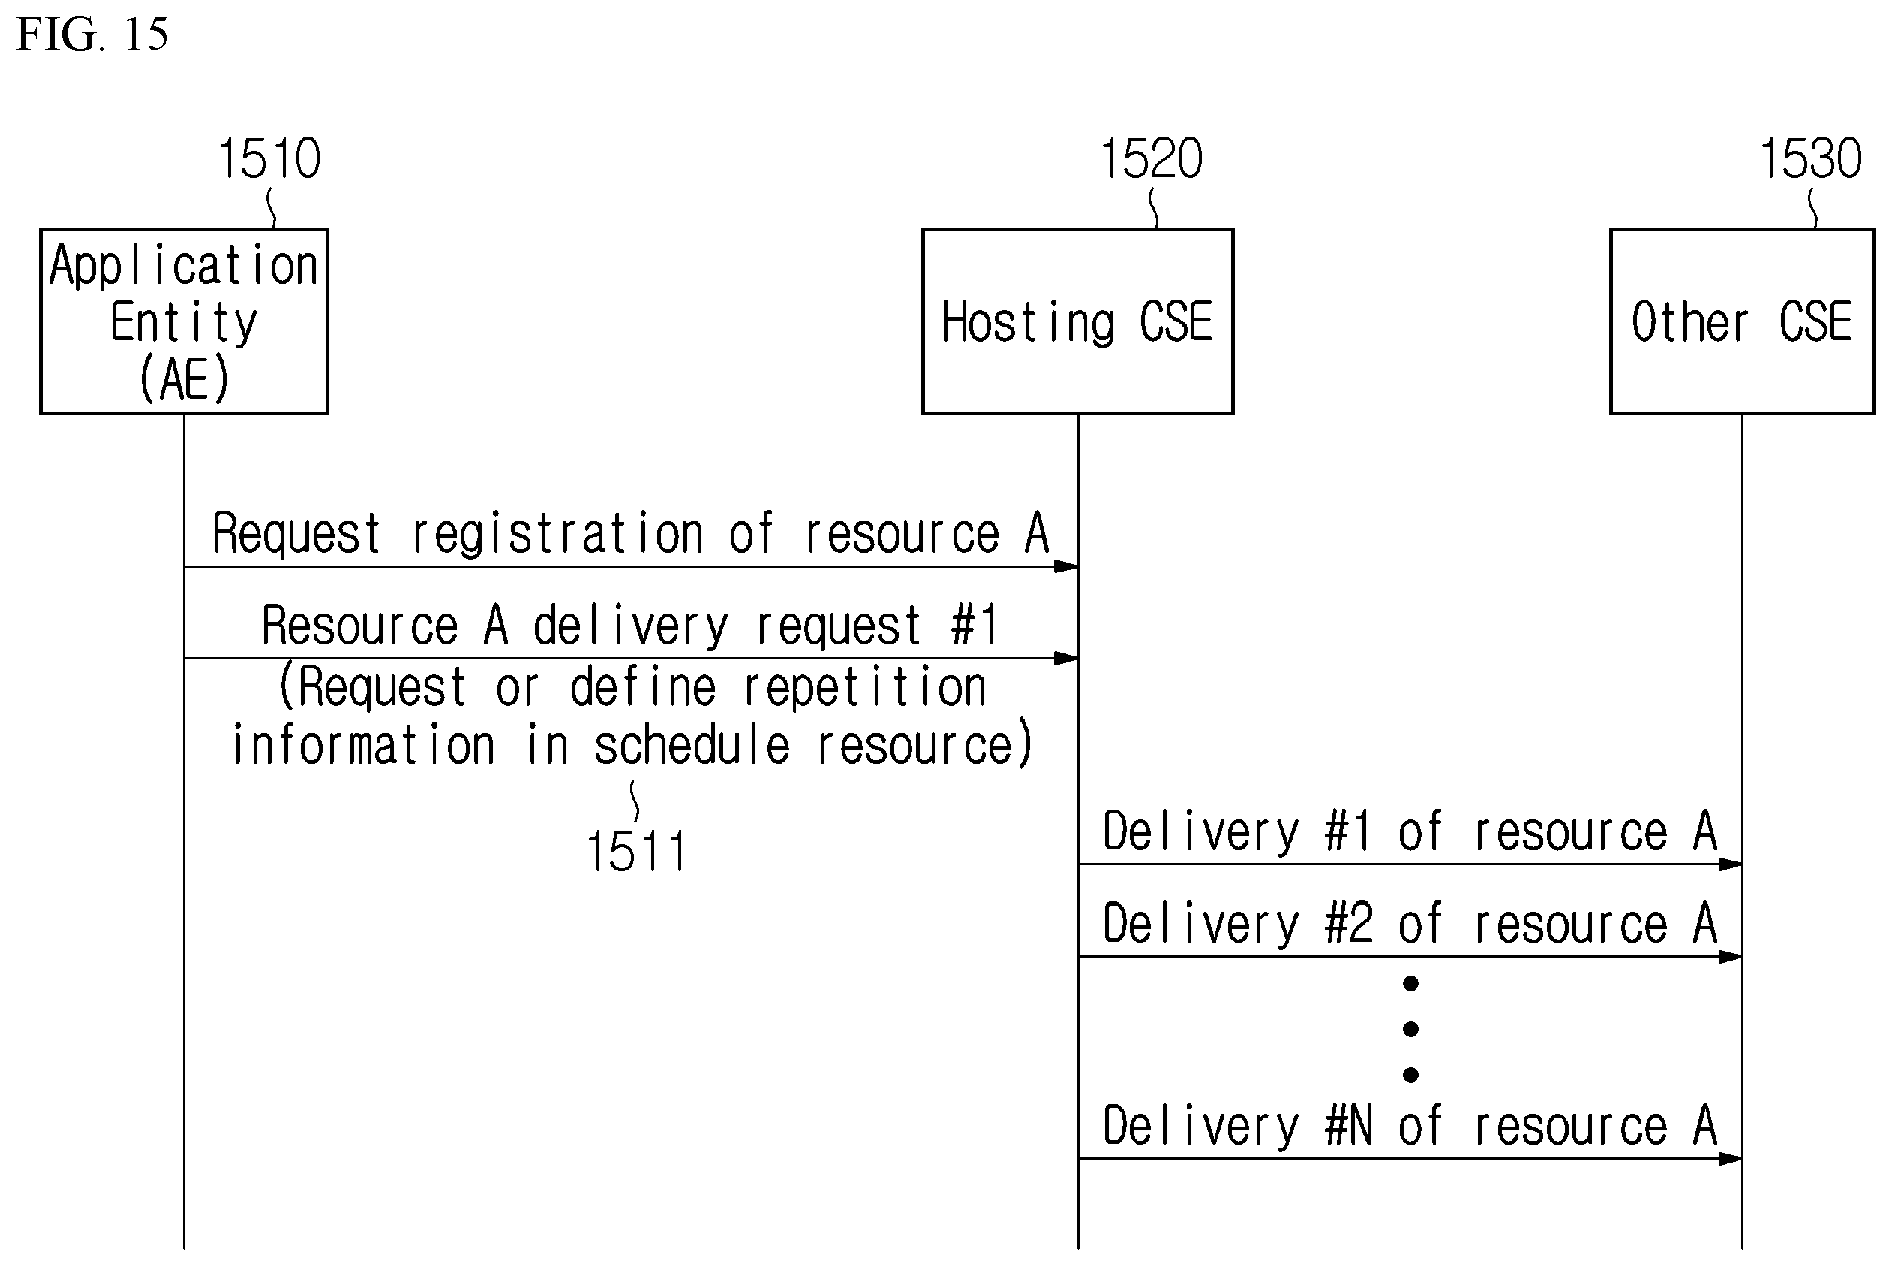 FIG. 15
1510
1520
1530
Application
Entity
(AE)
Hosting CSE
Other CSE
Request registration of resource A
Resource A delivery request #1
(Request or define repetition
information in schedule resource)
1511
Delivery #1 of resource A
Delivery #2 of resource A
Delivery #N of resource A